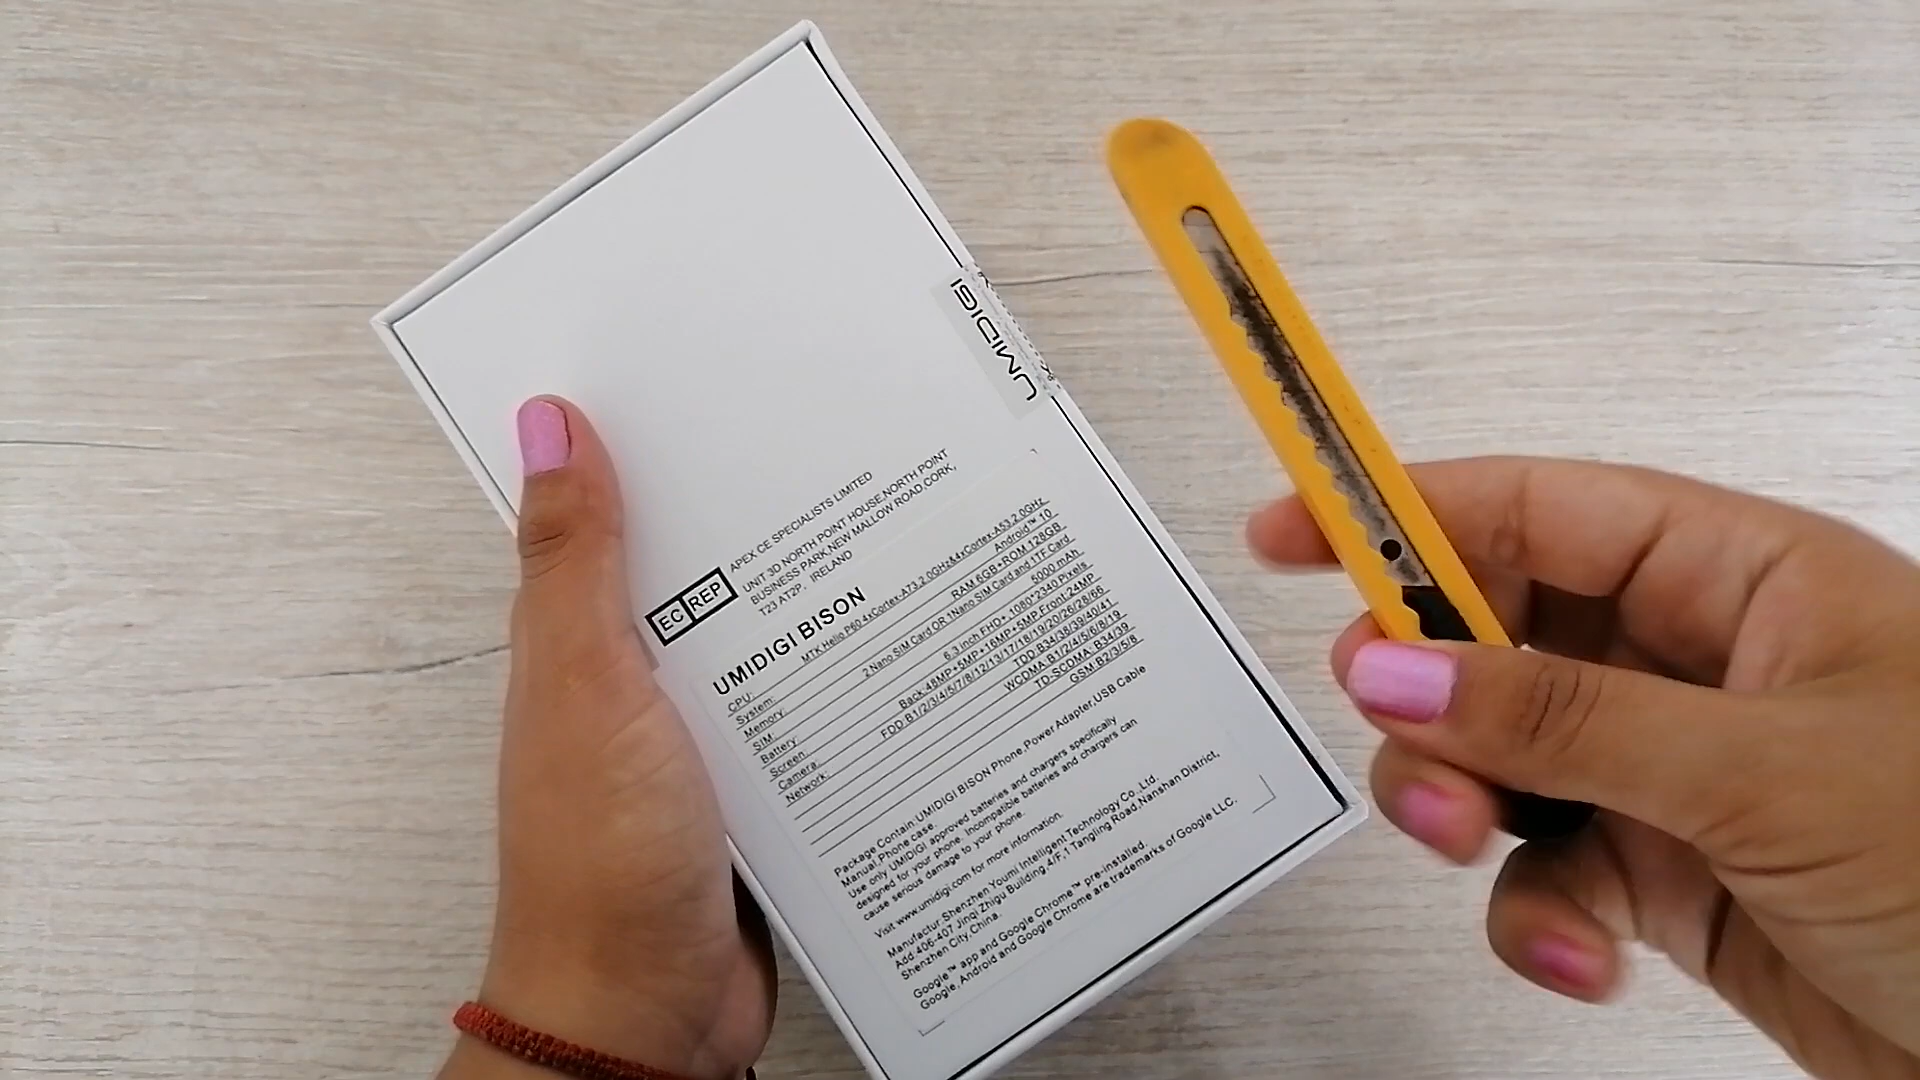 UMIDIGI
EC REP
APEX CE SPECIALISTS LIMITED
UNIT 3D NORTH POINT HOUSE,NORTH POINT
BUSINESS PARK,NEW MALLOW ROAD,CORK,
T23 AT2P, IRELAND
UMIDIGI BISON
CPU: MTK Helio P60 4xCortex-A73 2.0GHz&4xCortex-A53 2.0GHz
System: Android™ 10
Memory: RAM 6GB+ROM 128GB
SIM: 2 Nano SIM Card OR 1Nano SIM Card and 1TF Card
Battery: 5000 mAh
Screen: 6.3 inch FHD+ 1080*2340 Pixels
Camera: Back:48MP+5MP+16MP+5MP Front:24MP
Network: FDD:B1/2/3/4/5/7/8/12/13/17/18/19/20/26/28/66
TDD:B34/38/39/40/41
WCDMA:B1/2/4/5/6/8/19
TD-SCDMA: B34/39
GSM:B2/3/5/8
Package Contain:UMIDIGI BISON Phone,Power Adapter,USB Cable
Manual,Phone case.
Use only UMIDIGI approved batteries and chargers specifically
designed for your phone. Incompatible batteries and chargers can
cause serious damage to your phone.
Visit www.umidigi.com for more information.
Manufactur:Shenzhen Youmi Intelligent Technology Co.,Ltd.
Add:406-407 Jinqi Zhigu Building,4/F,1 Tangling Road,Nanshan District,
Shenzhen City,China.
Google™ app and Google Chrome™ pre-installed.
Google, Android and Google Chrome are trademarks of Google LLC.